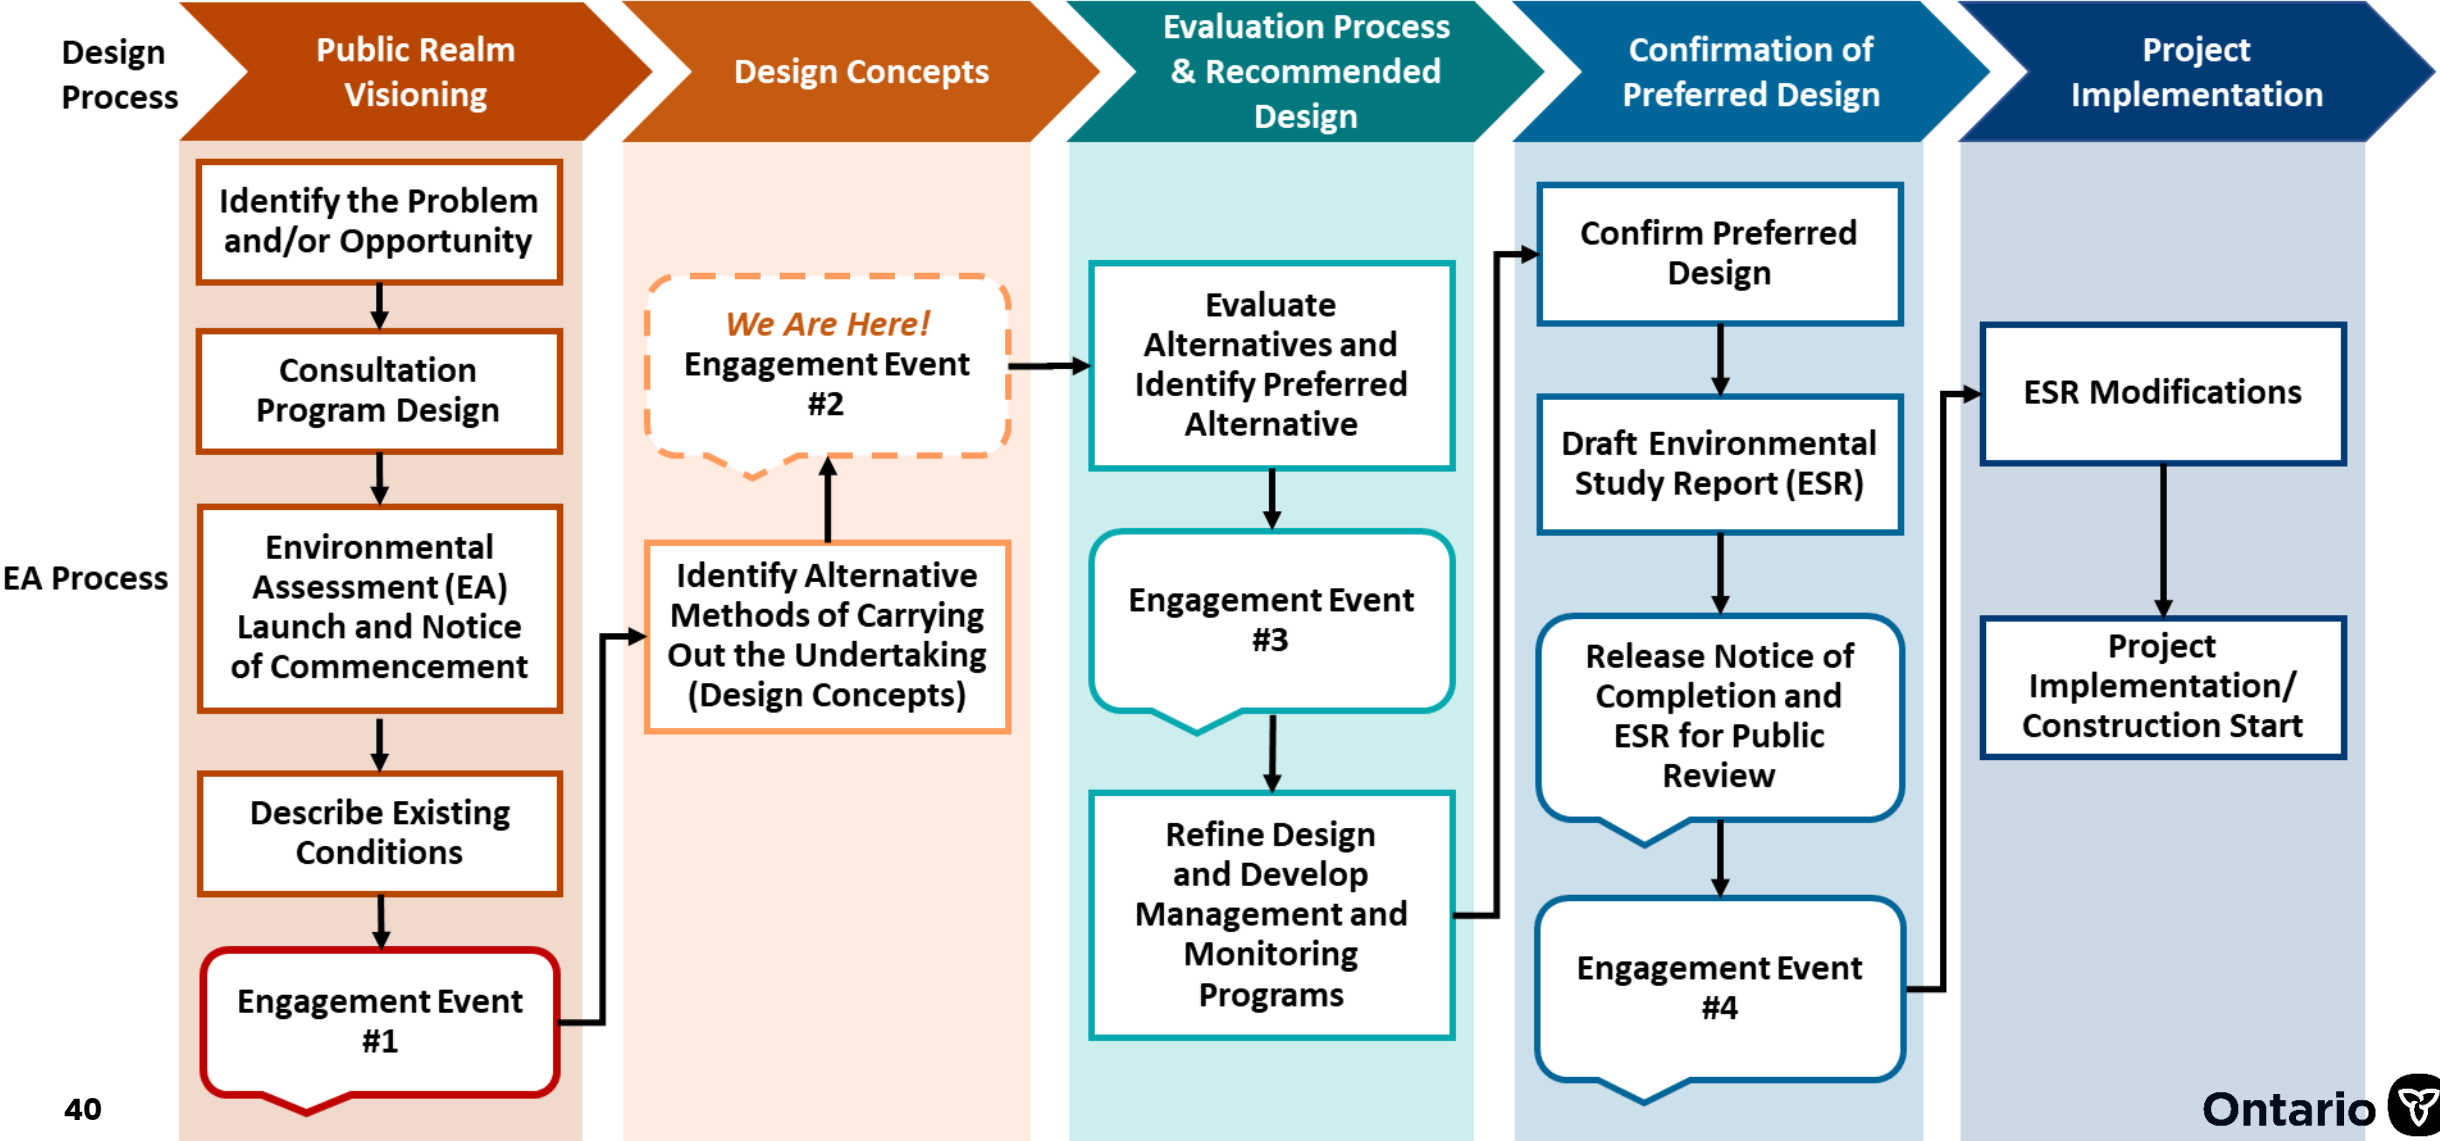 Design
Process
Public Realm
Visioning
Design Concepts
Evaluation Process
& Recommended
Design
Confirmation of
Preferred Design
Project
Implementation
EA Process
Identify the Problem
and/or Opportunity
Consultation
Program Design
Environmental
Assessment (EA)
Launch and Notice
of Commencement
Describe Existing
Conditions
Engagement Event
#1
We Are Here!
Engagement Event
#2
Identify Alternative
Methods of Carrying
Out the Undertaking
(Design Concepts)
Evaluate
Alternatives and
Identify Preferred
Alternative
Engagement Event
#3
Refine Design
and Develop
Management and
Monitoring
Programs
Confirm Preferred
Design
Draft Environmental
Study Report (ESR)
Release Notice of
Completion and
ESR for Public
Review
Engagement Event
#4
ESR Modifications
Project
Implementation/
Construction Start
40
Ontario